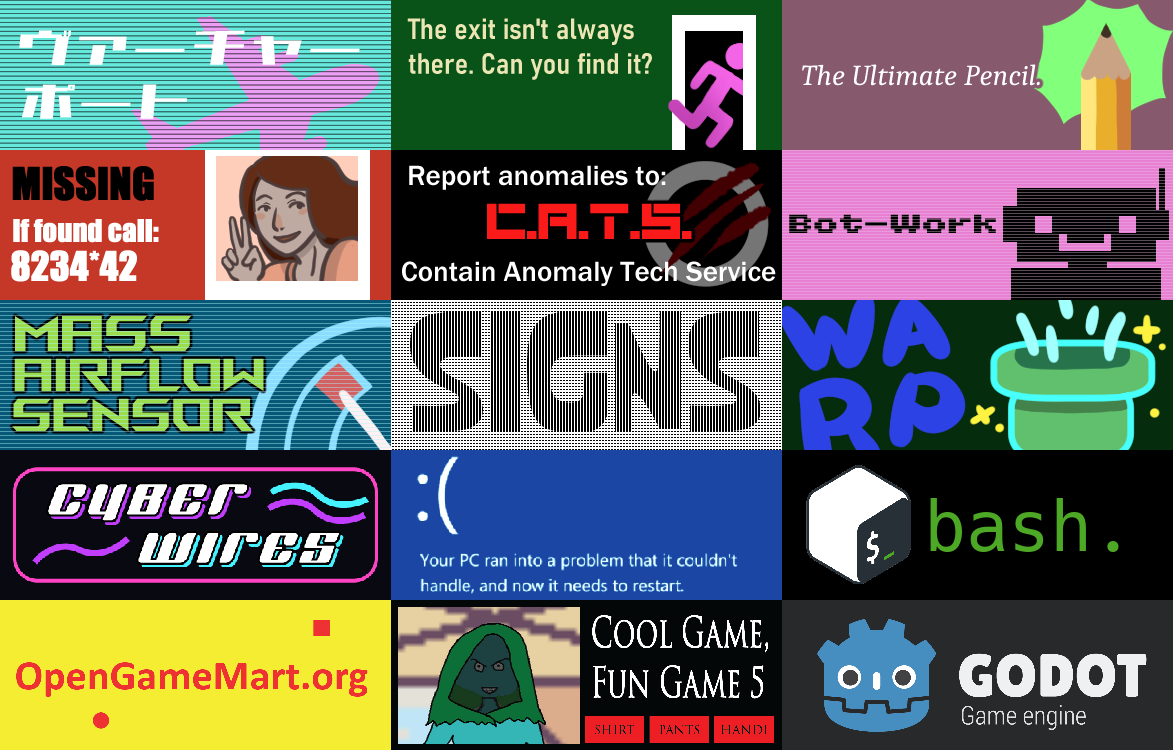 ヴァーチャー
ポート
The exit isn't always
there. Can you find it?
The Ultimate Pencil.
MISSING
If found call:
8234*42
Report anomalies to:
C.A.T.S.
Contain Anomaly Tech Service
Bot-Work
MASS
AIRFLOW
SENSOR
SIGNS
WA
RP
CYBER
WIRES
:(
Your PC ran into a problem that it couldn't
handle, and now it needs to restart.
$_
bash.
OpenGameMart.org
COOL GAME,
FUN GAME 5
SHIRT PANTS HANDI
GODOT
Game engine